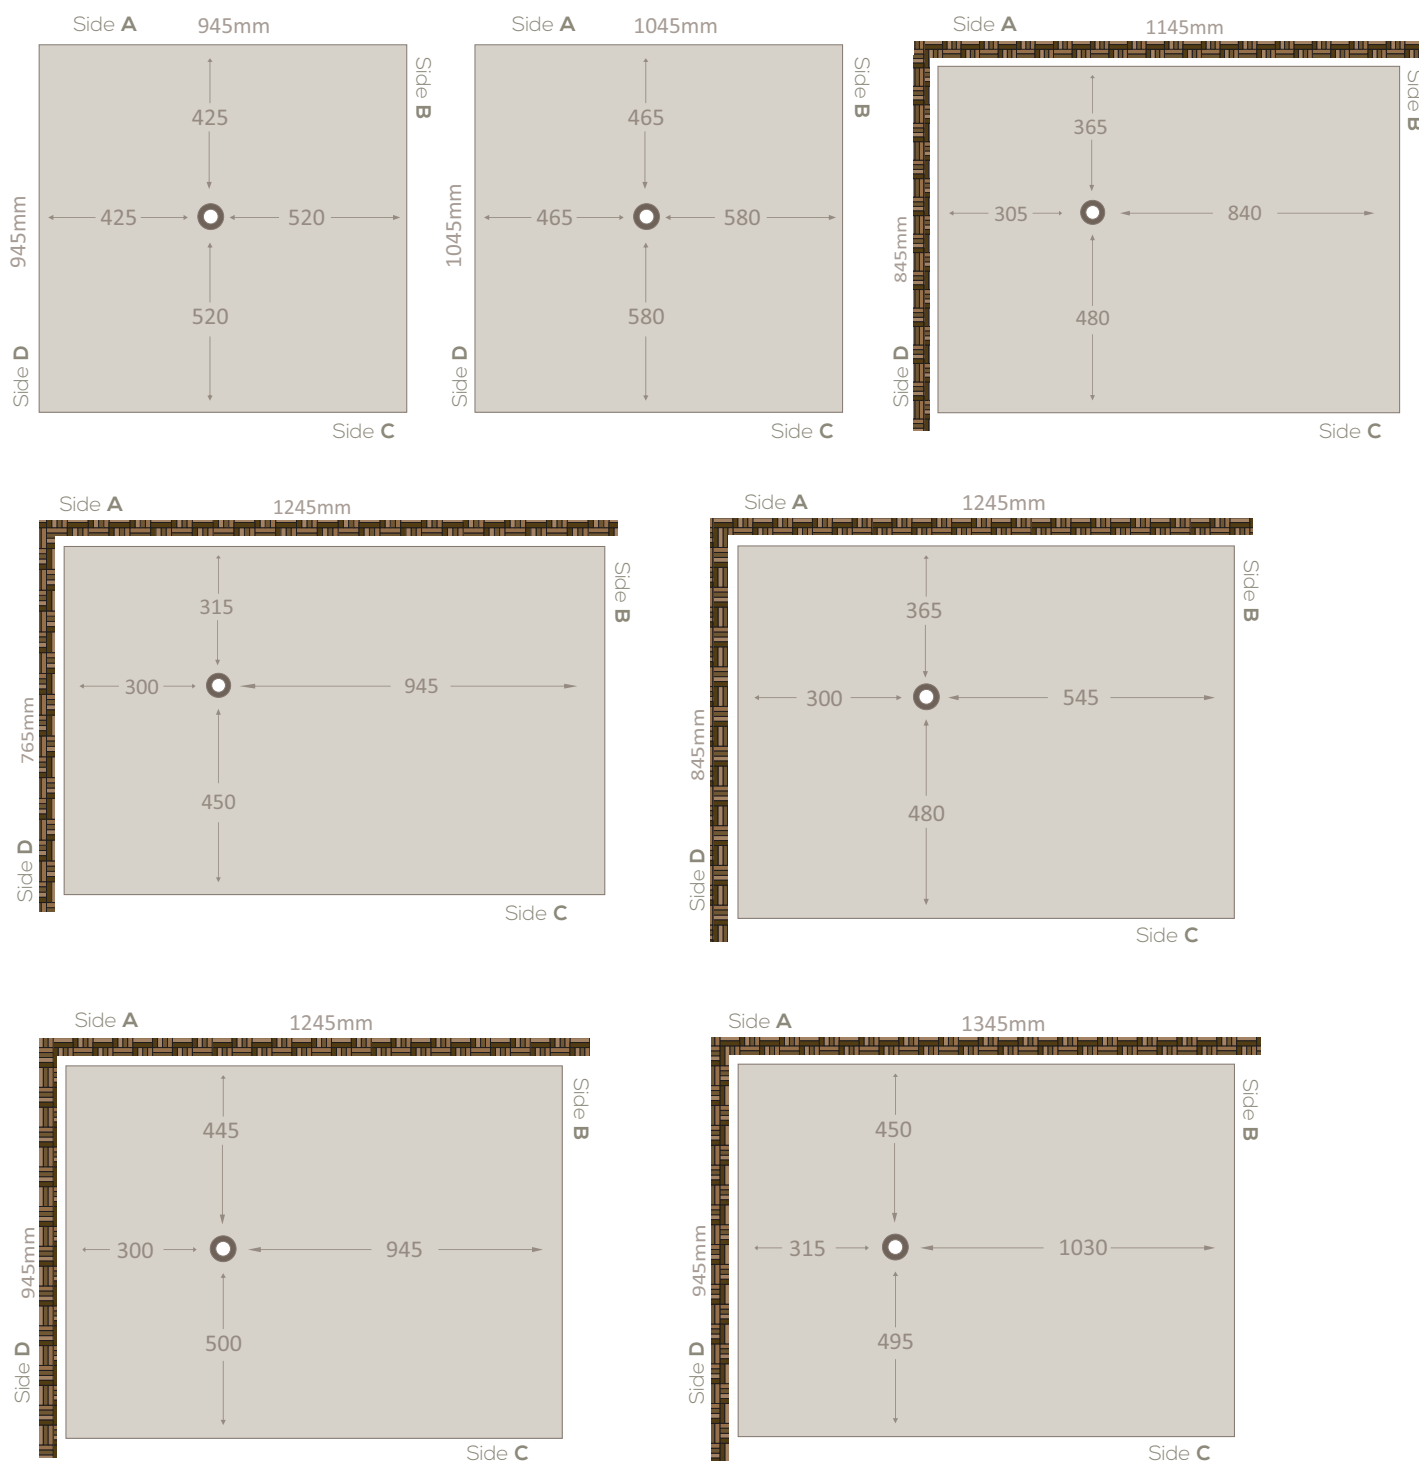 Side A 945mm
Side B
425
425 520
945mm
520
Side D
Side C
Side A 1045mm
Side B
465
465 580
1045mm
580
Side D
Side C
Side A 1145mm
Side B
365
305 840
845mm
480
Side D
Side C
Side A 1245mm
Side B
315
300 945
765mm
450
Side D
Side C
Side A 1245mm
Side B
365
300 545
845mm
480
Side D
Side C
Side A 1245mm
Side B
445
300 945
945mm
500
Side D
Side C
Side A 1345mm
Side B
450
315 1030
945mm
495
Side D
Side C